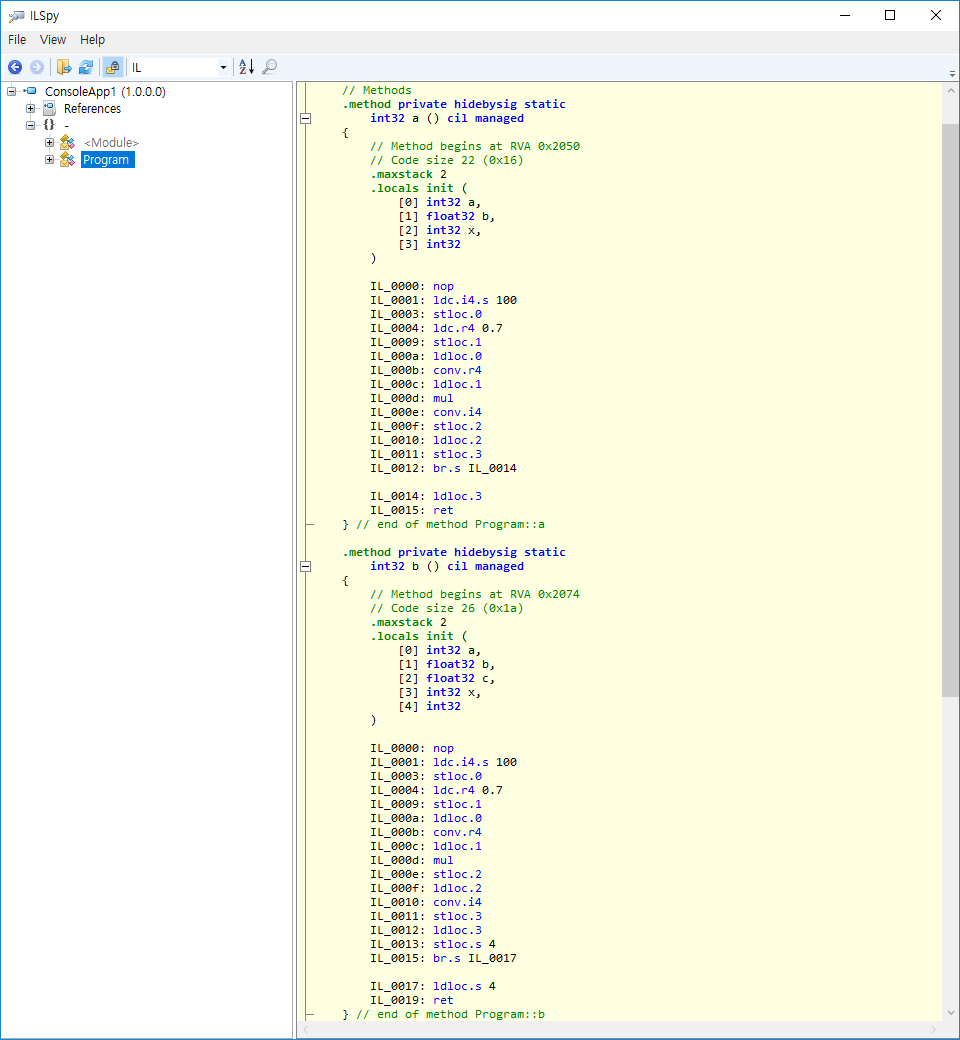 ILSpy
File View Help
IL
ConsoleApp1 (1.0.0.0)
References
{} -
<Module>
Program
// Methods
.method private hidebysig static
int32 a () cil managed
{
// Method begins at RVA 0x2050
// Code size 22 (0x16)
.maxstack 2
.locals init (
[0] int32 a,
[1] float32 b,
[2] int32 x,
[3] int32
)
IL_0000: nop
IL_0001: ldc.i4.s 100
IL_0003: stloc.0
IL_0004: ldc.r4 0.7
IL_0009: stloc.1
IL_000a: ldloc.0
IL_000b: conv.r4
IL_000c: ldloc.1
IL_000d: mul
IL_000e: conv.i4
IL_000f: stloc.2
IL_0010: ldloc.2
IL_0011: stloc.3
IL_0012: br.s IL_0014
IL_0014: ldloc.3
IL_0015: ret
} // end of method Program::a
.method private hidebysig static
int32 b () cil managed
{
// Method begins at RVA 0x2074
// Code size 26 (0x1a)
.maxstack 2
.locals init (
[0] int32 a,
[1] float32 b,
[2] float32 c,
[3] int32 x,
[4] int32
)
IL_0000: nop
IL_0001: ldc.i4.s 100
IL_0003: stloc.0
IL_0004: ldc.r4 0.7
IL_0009: stloc.1
IL_000a: ldloc.0
IL_000b: conv.r4
IL_000c: ldloc.1
IL_000d: mul
IL_000e: stloc.2
IL_000f: ldloc.2
IL_0010: conv.i4
IL_0011: stloc.3
IL_0012: ldloc.3
IL_0013: stloc.s 4
IL_0015: br.s IL_0017
IL_0017: ldloc.s 4
IL_0019: ret
} // end of method Program::b